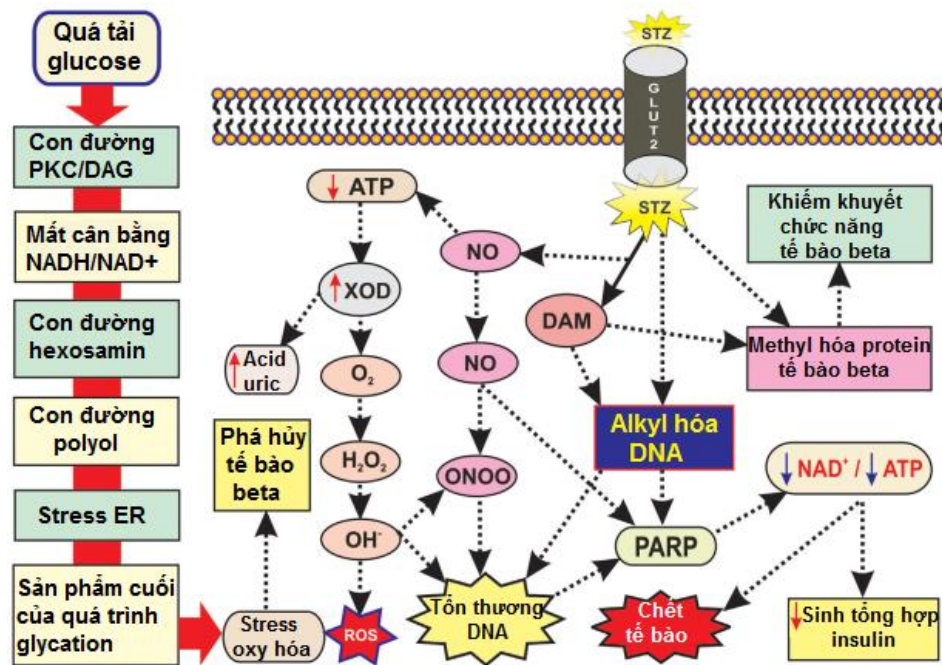 Quá tải
glucose
Con đường
PKC/DAG
Mất cân bằng
NADH/NAD+
Con đường
hexosamin
Con đường
polyol
Stress ER
Sản phẩm cuối
của quá trình
glycation
STZ
GLUT2
STZ
↓ ATP
↑ XOD
↑ Acid
uric
O₂
H₂O₂
OH⁻
ROS
Stress
oxy hóa
Phá hủy
tế bào
beta
NO
NO
ONOO
Tổn thương
DNA
DAM
Alkyl hóa
DNA
PARP
Khiếm khuyết
chức năng
tế bào beta
Methyl hóa protein
tế bào beta
↓ NAD⁺ / ↓ ATP
Chết
tế bào
↓ Sinh tổng hợp
insulin